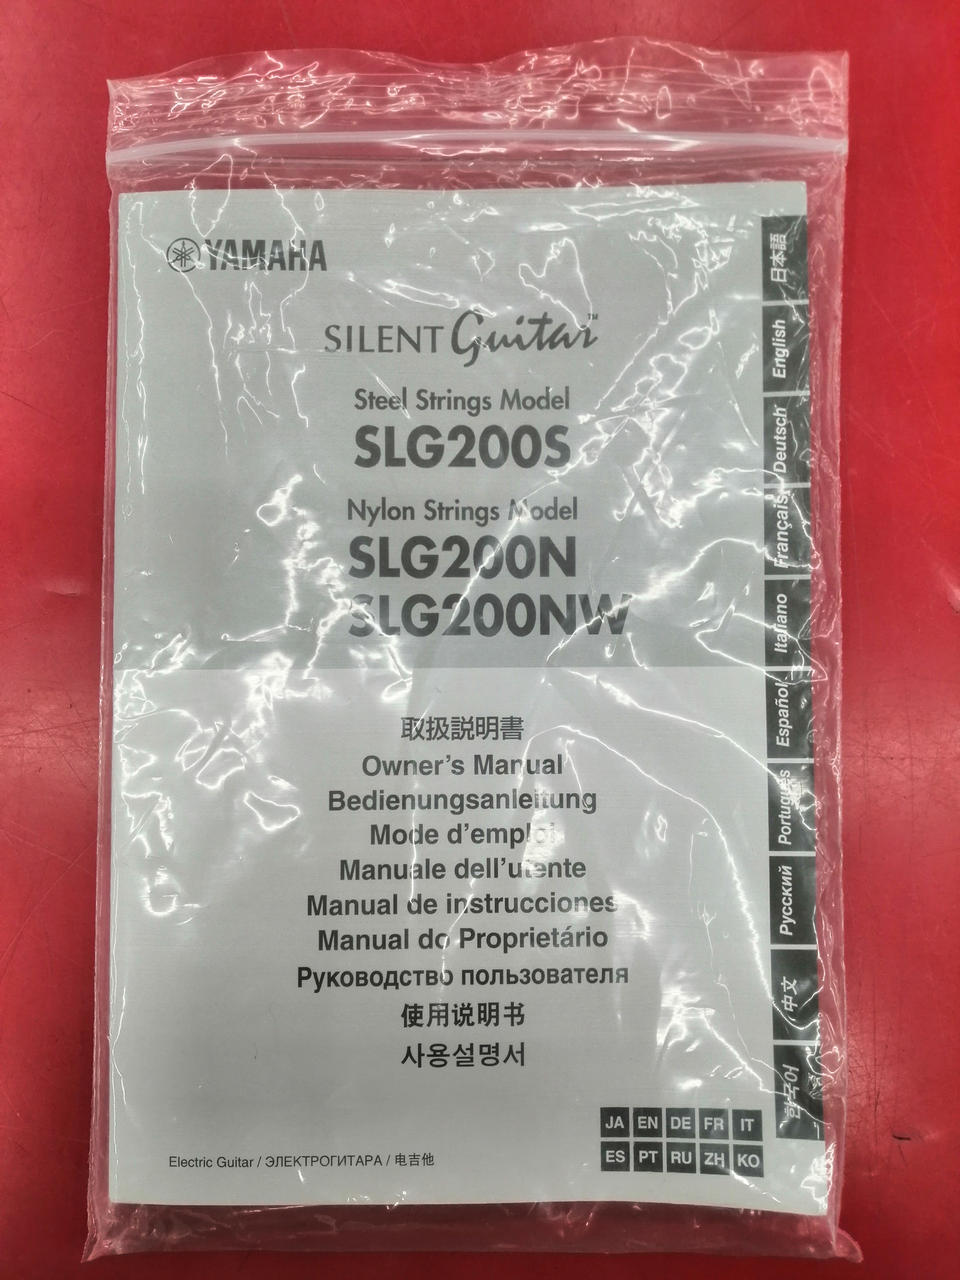 YAMAHA
SILENT Guitar™
Steel Strings Model
SLG200S
Nylon Strings Model
SLG200N
SLG200NW
取扱説明書
Owner's Manual
Bedienungsanleitung
Mode d'emploi
Manuale dell'utente
Manual de instrucciones
Manual do Proprietário
Руководство пользователя
使用说明书
사용설명서
Electric Guitar / ЭЛЕКТРОГИТАРА / 电吉他
JA EN DE FR IT
ES PT RU ZH KO
日本語
English
Deutsch
Français
Italiano
Español
Português
Русский
中文
한국어